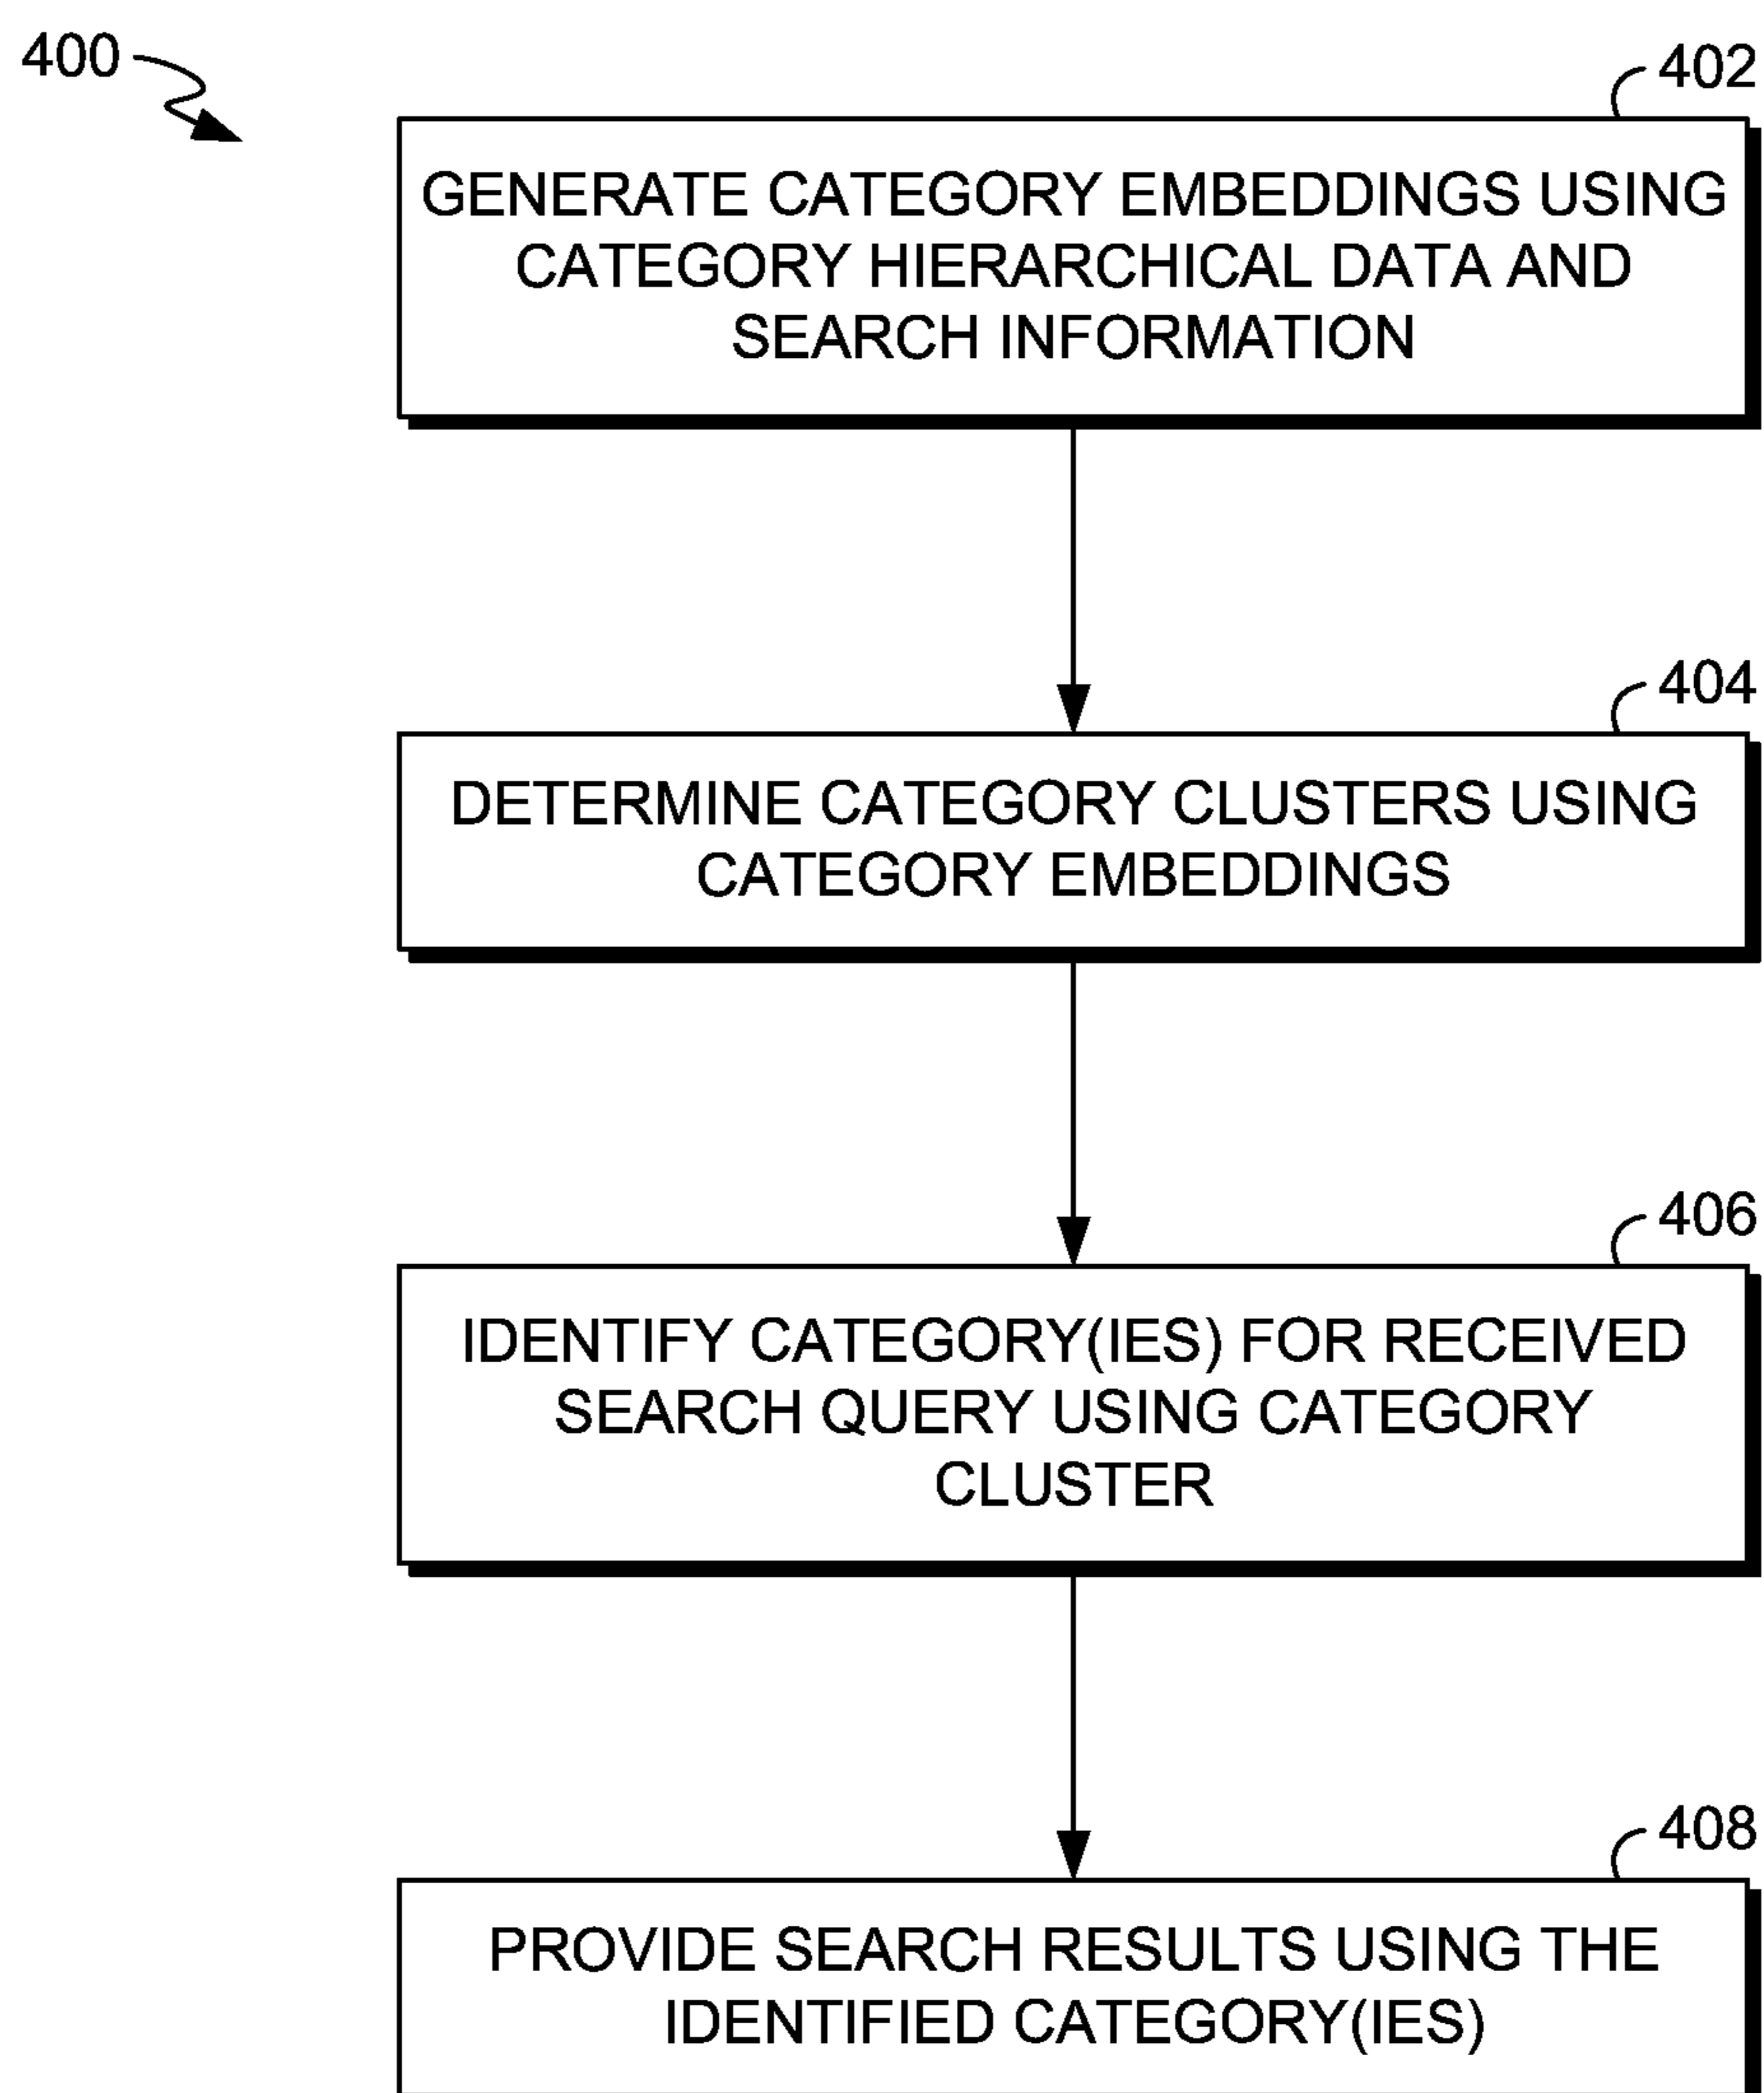 400
402
GENERATE CATEGORY EMBEDDINGS USING
CATEGORY HIERARCHICAL DATA AND
SEARCH INFORMATION
404
DETERMINE CATEGORY CLUSTERS USING
CATEGORY EMBEDDINGS
406
IDENTIFY CATEGORY(IES) FOR RECEIVED
SEARCH QUERY USING CATEGORY
CLUSTER
408
PROVIDE SEARCH RESULTS USING THE
IDENTIFIED CATEGORY(IES)